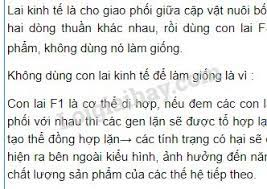 Lai kinh tế là cho giao phối giữa cặp vật nuôi bố
hai dòng thuần khác nhau, rồi dùng con lai F
phẩm, không dùng nó làm giống.
Không dùng con lai kinh tế để làm giống là vì :
Con lai F1 là cơ thể dị hợp, nếu đem các con l
phối với nhau thì các gen lặn sẽ được tổ hợp lạ
tạo thể đồng hợp lặn→ các tính trạng có hại sẽ
hiện ra bên ngoài kiểu hình, ảnh hưởng đến năn
chất lượng sản phẩm của các thế hệ tiếp theo.